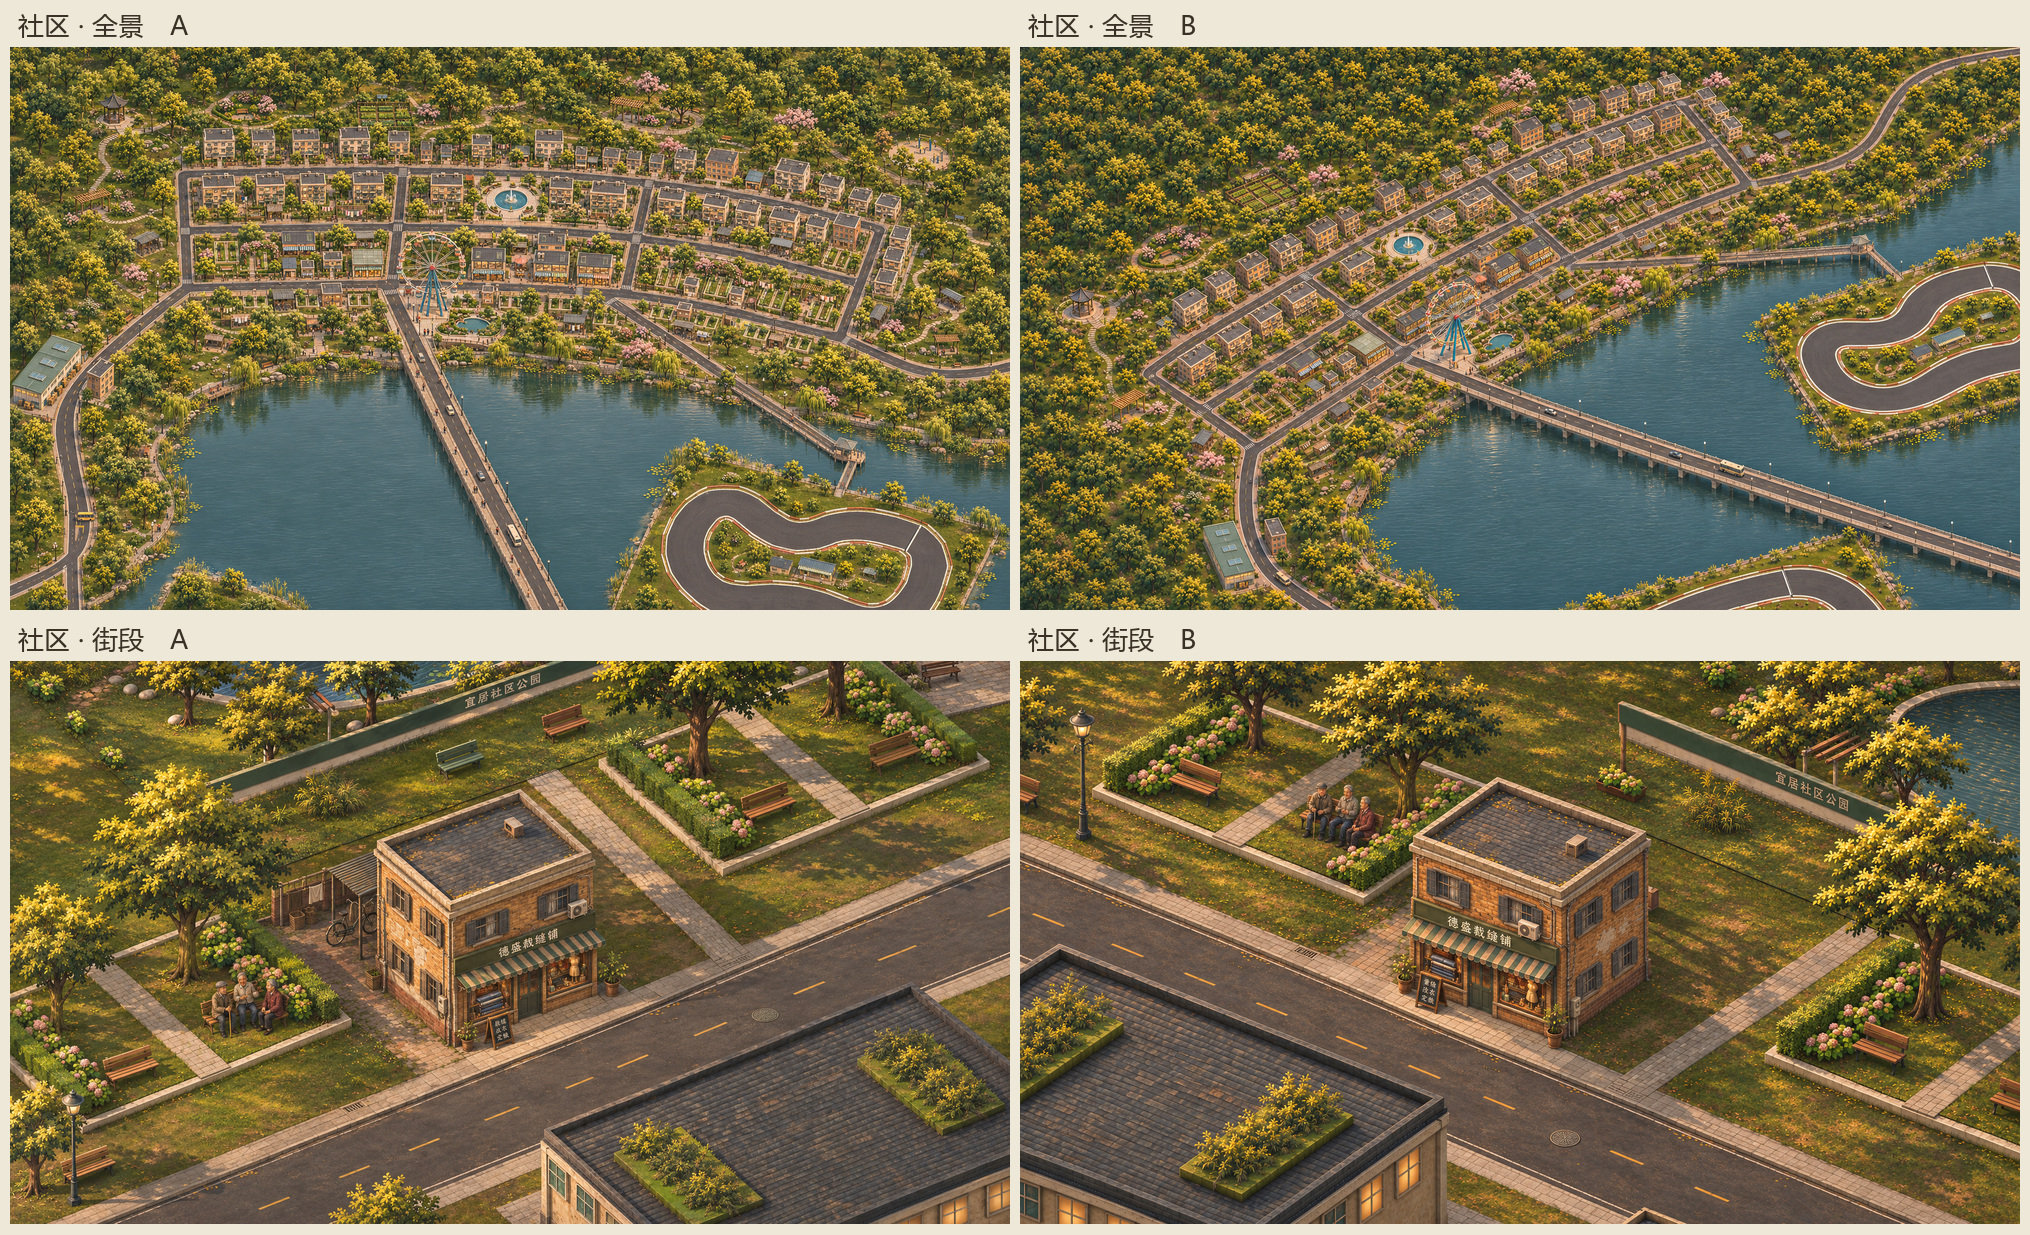 社区 · 全景 A
社区 · 全景 B
社区 · 街段 A
社区 · 街段 B
宜居社区公园
德盛裁缝铺
宜居社区公园
德盛裁缝铺